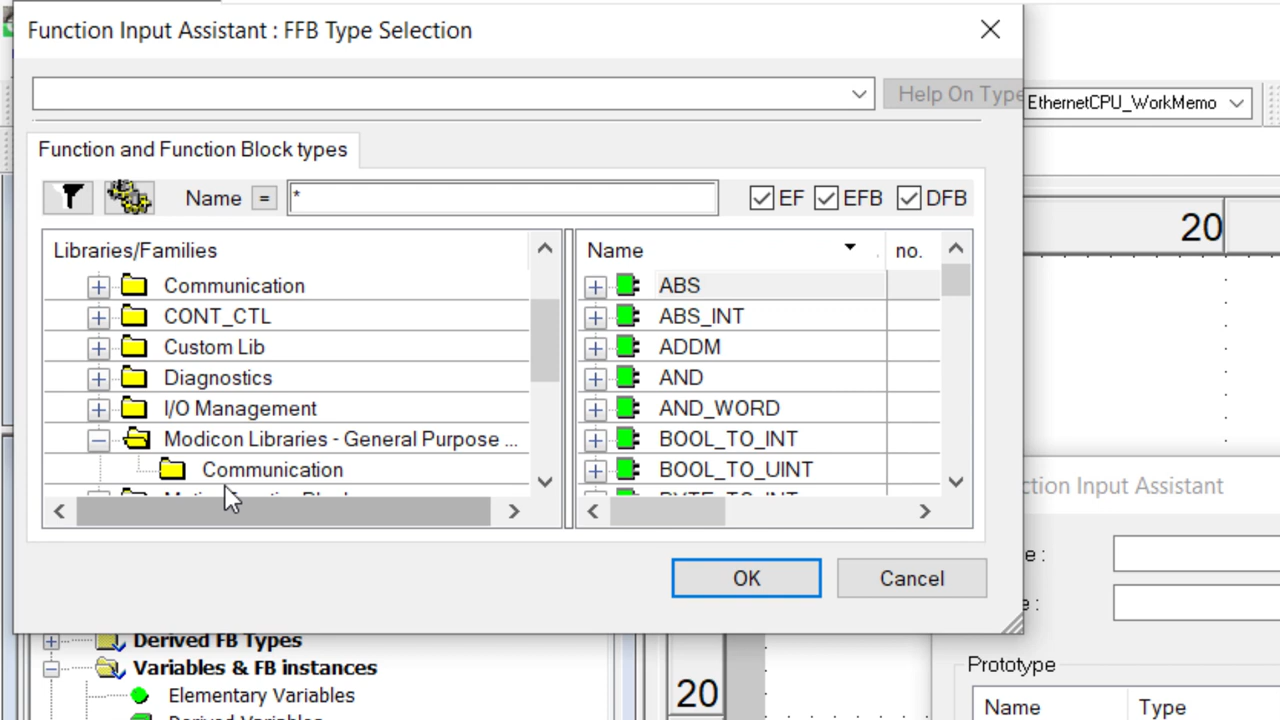 Function Input Assistant : FFB Type Selection
Help On Type
EthernetCPU_WorkMemo
Function and Function Block types
Name = * EF EFB DFB
20
Libraries/Families
Name no.
Communication
ABS
CONT_CTL
ABS_INT
Custom Lib
ADDM
Diagnostics
AND
I/O Management
AND_WORD
Modicon Libraries - General Purpose ...
BOOL_TO_INT
Communication
BOOL_TO_UINT
ction Input Assistant
e :
OK
Cancel
e :
Derived FB Types
Variables & FB instances
Elementary Variables
Prototype
20
Name Type